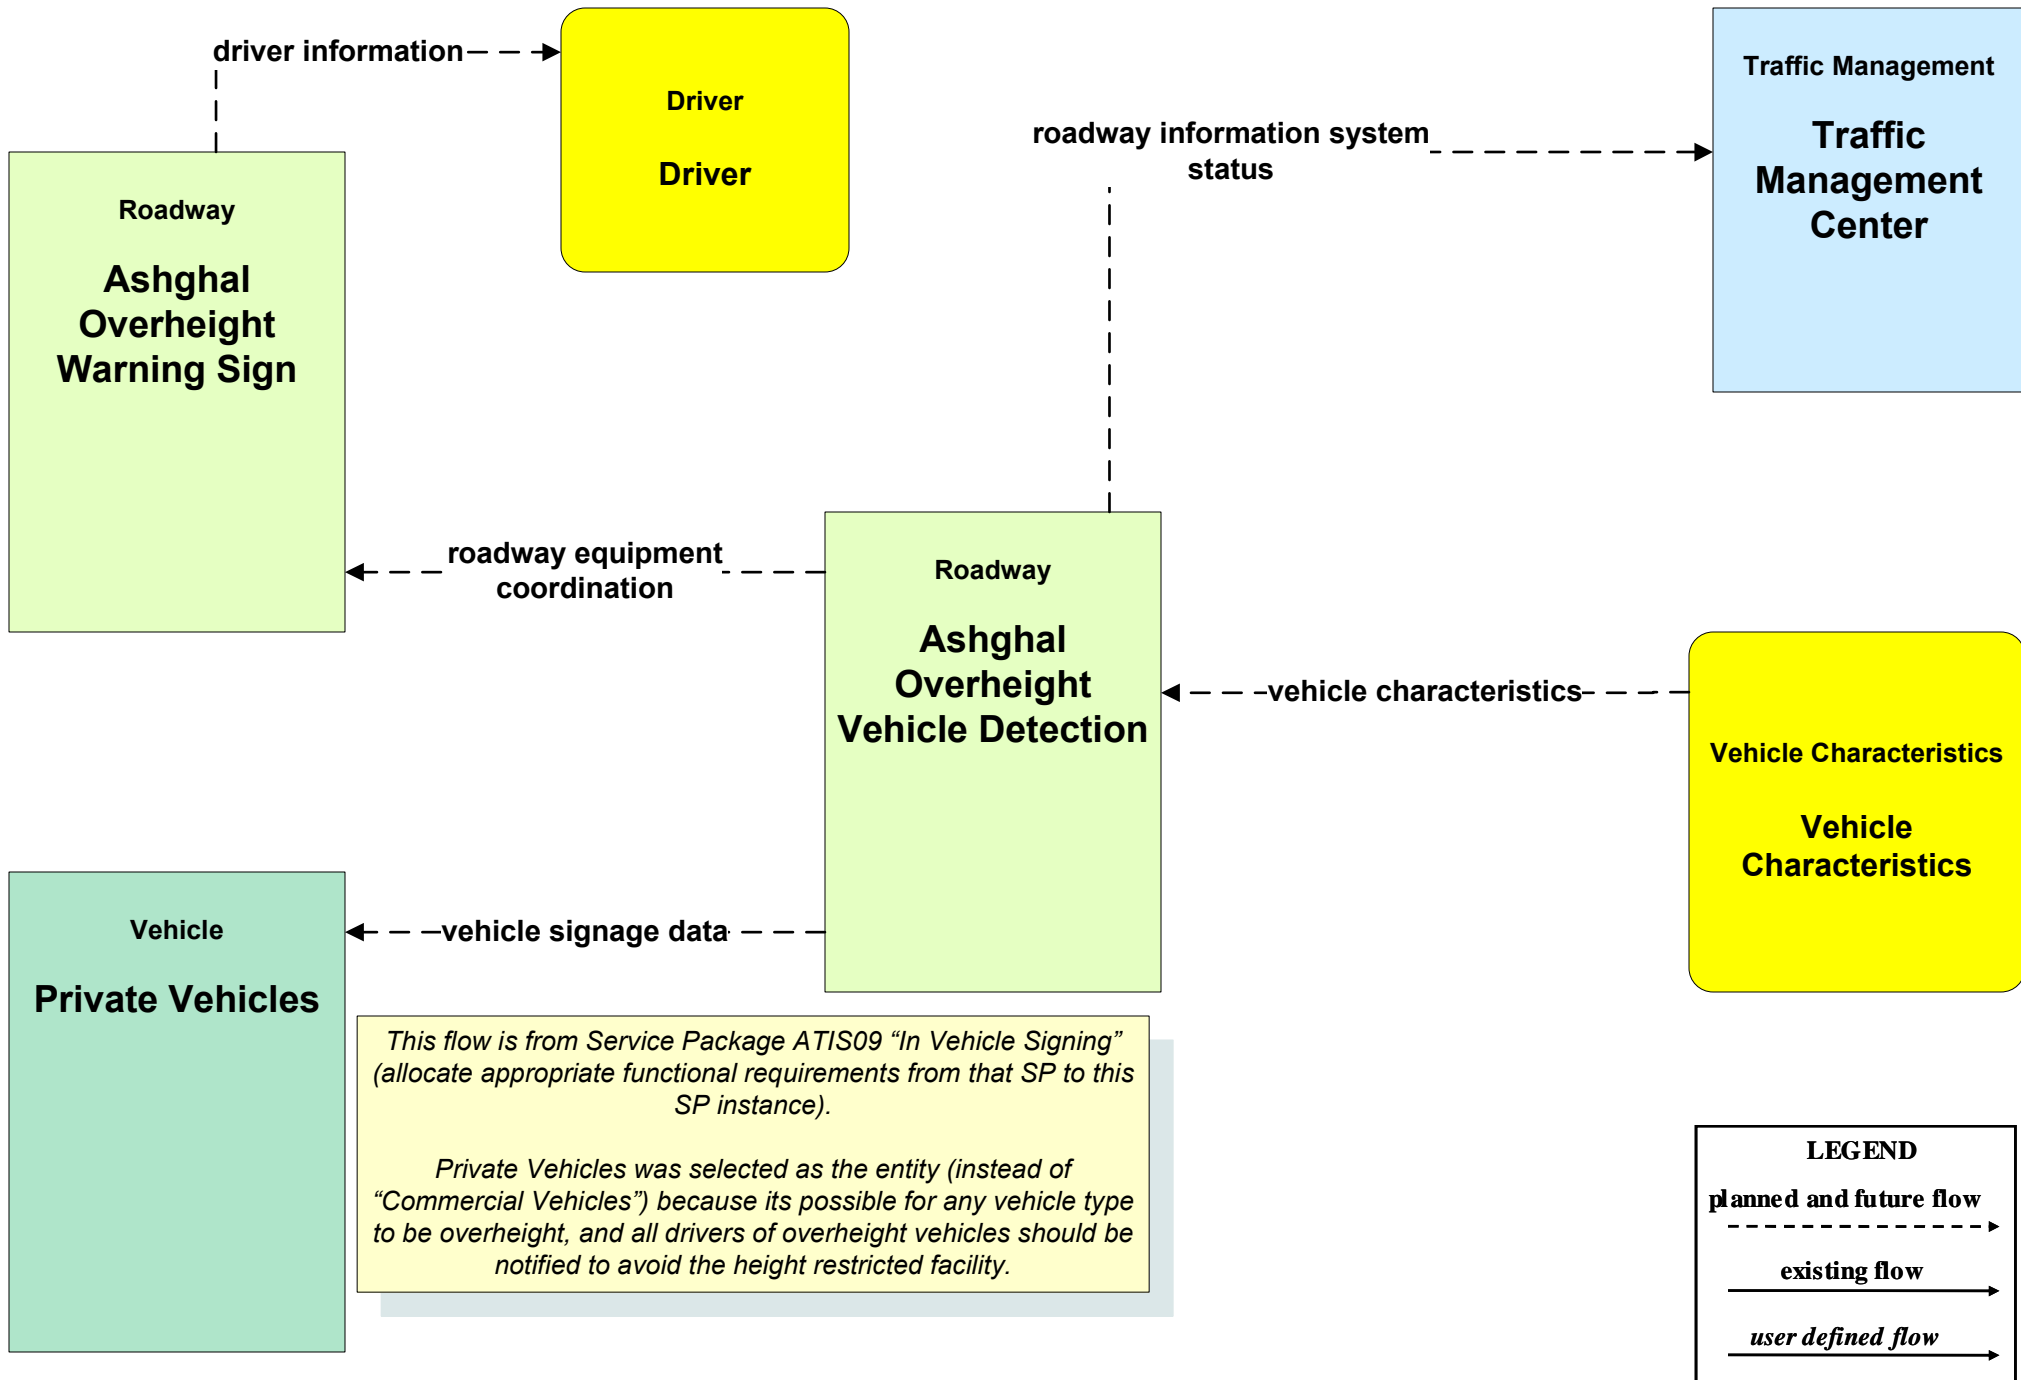 driver information
Driver
Driver
Traffic Management
Traffic
Management
Center
roadway information system
status
Roadway
Ashghal
Overheight
Warning Sign
roadway equipment
coordination
Roadway
Ashghal
Overheight
Vehicle Detection
vehicle characteristics
Vehicle Characteristics
Vehicle
Characteristics
Vehicle
Private Vehicles
vehicle signage data
This flow is from Service Package ATIS09 “In Vehicle Signing”
(allocate appropriate functional requirements from that SP to this
SP instance).
Private Vehicles was selected as the entity (instead of
“Commercial Vehicles”) because its possible for any vehicle type
to be overheight, and all drivers of overheight vehicles should be
notified to avoid the height restricted facility.
LEGEND
planned and future flow
existing flow
user defined flow